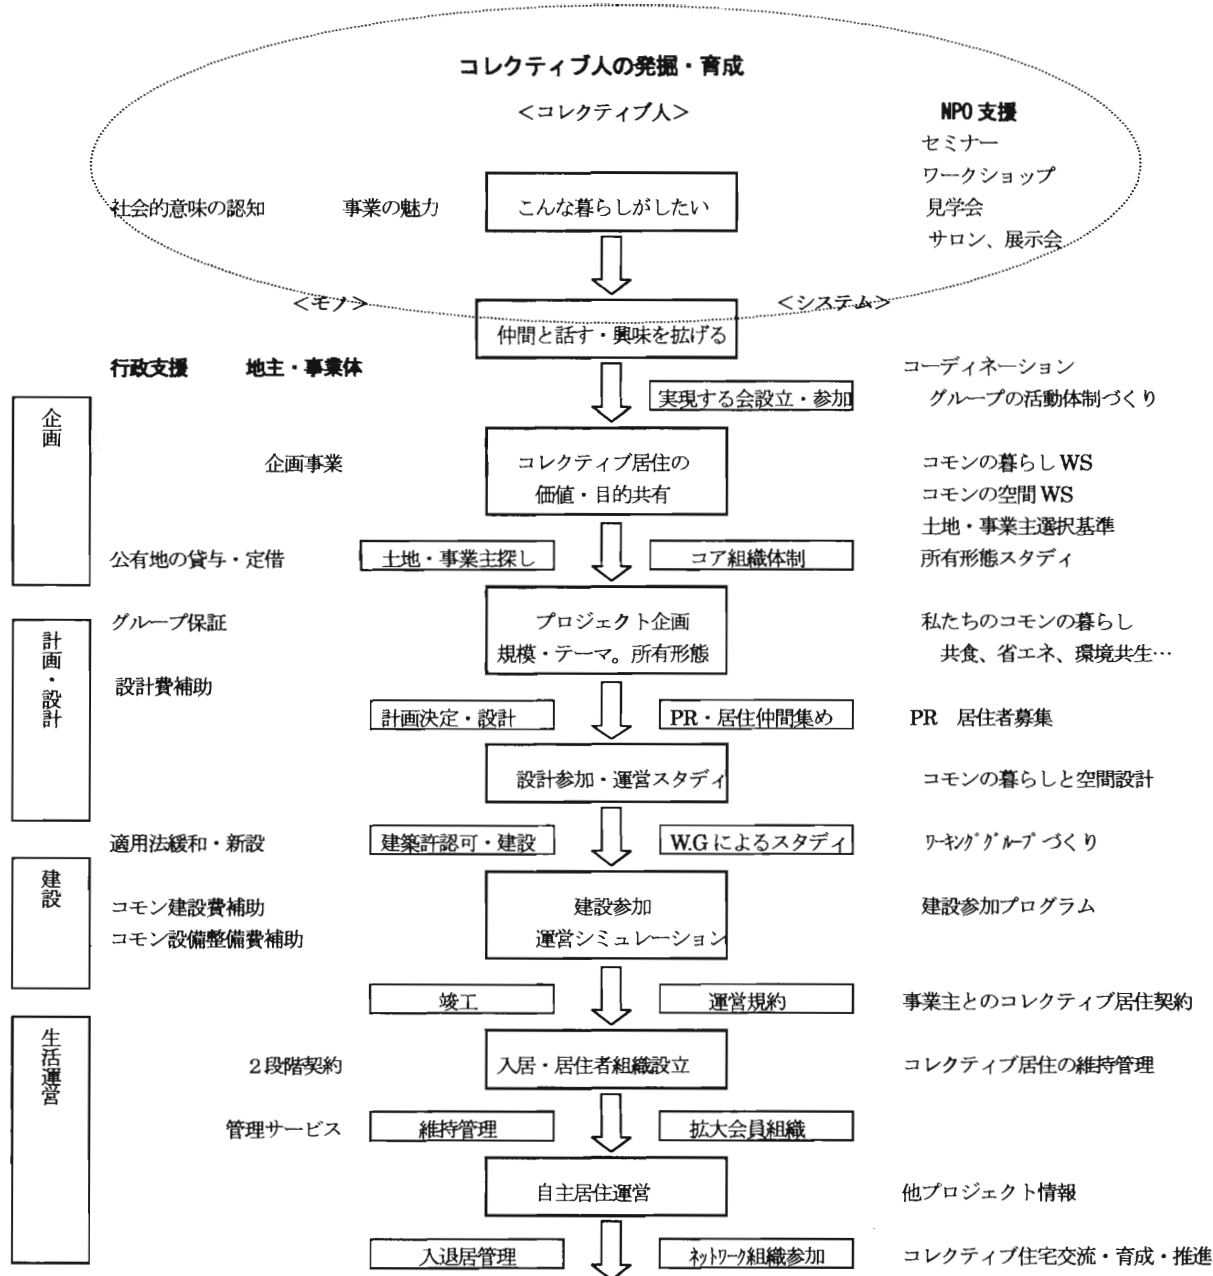 コレクティブ人の発掘・育成
＜コレクティブ人＞
NPO 支援
セミナー
ワークショップ
社会的意味の認知
事業の魅力
こんな暮らしがしたい
見学会
サロン、展示会
＜モノ＞
＜システム＞
仲間と話す・興味を拡げる
行政支援
地主・事業体
コーディネーション
企画
実現する会設立・参加
グループの活動体制づくり
企画事業
コレクティブ居住の
価値・目的共有
コモンの暮らし WS
コモンの空間 WS
土地・事業主選択基準
公有地の貸与・定借
土地・事業主探し
コア組織体制
所有形態スタディ
計画・設計
グループ保証
プロジェクト企画
規模・テーマ。所有形態
私たちのコモンの暮らし
共食、省エネ、環境共生…
設計費補助
計画決定・設計
PR・居住仲間集め
PR　居住者募集
設計参加・運営スタディ
コモンの暮らしと空間設計
適用法緩和・新設
建築許認可・建設
W.G によるスタディ
ﾜｰｷﾝｸﾞｸﾞﾙｰﾌﾟづくり
建設
コモン建設費補助
コモン設備整備費補助
建設参加
運営シミュレーション
建設参加プログラム
竣工
運営規約
事業主とのコレクティブ居住契約
生活運営
２段階契約
入居・居住者組織設立
コレクティブ居住の維持管理
管理サービス
維持管理
拡大会員組織
自主居住運営
他プロジェクト情報
入退居管理
ﾈｯﾄﾜｰｸ組織参加
コレクティブ住宅交流・育成・推進